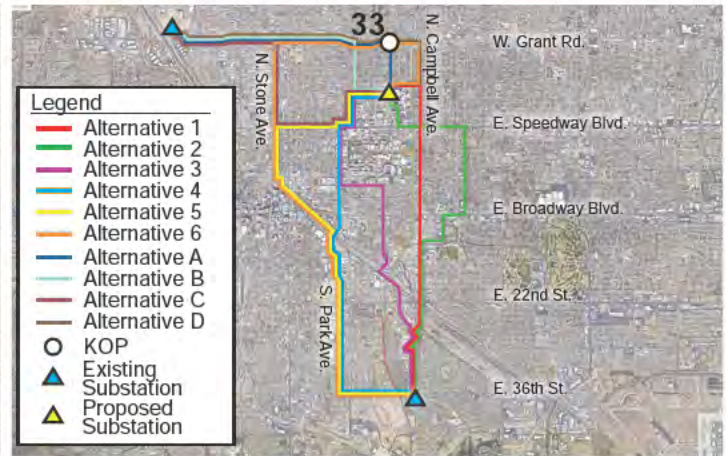 33
N. Campbell Ave.
W. Grant Rd.
N. Stone Ave.
E. Speedway Blvd.
E. Broadway Blvd.
E. 22nd St.
S. Park Ave.
E. 36th St.
Legend
Alternative 1
Alternative 2
Alternative 3
Alternative 4
Alternative 5
Alternative 6
Alternative A
Alternative B
Alternative C
Alternative D
KOP
Existing
Substation
Proposed
Substation